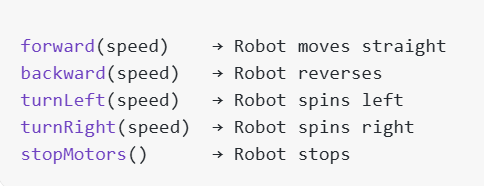 forward(speed)    → Robot moves straight
backward(speed)   → Robot reverses
turnLeft(speed)   → Robot spins left
turnRight(speed)  → Robot spins right
stopMotors()      → Robot stops